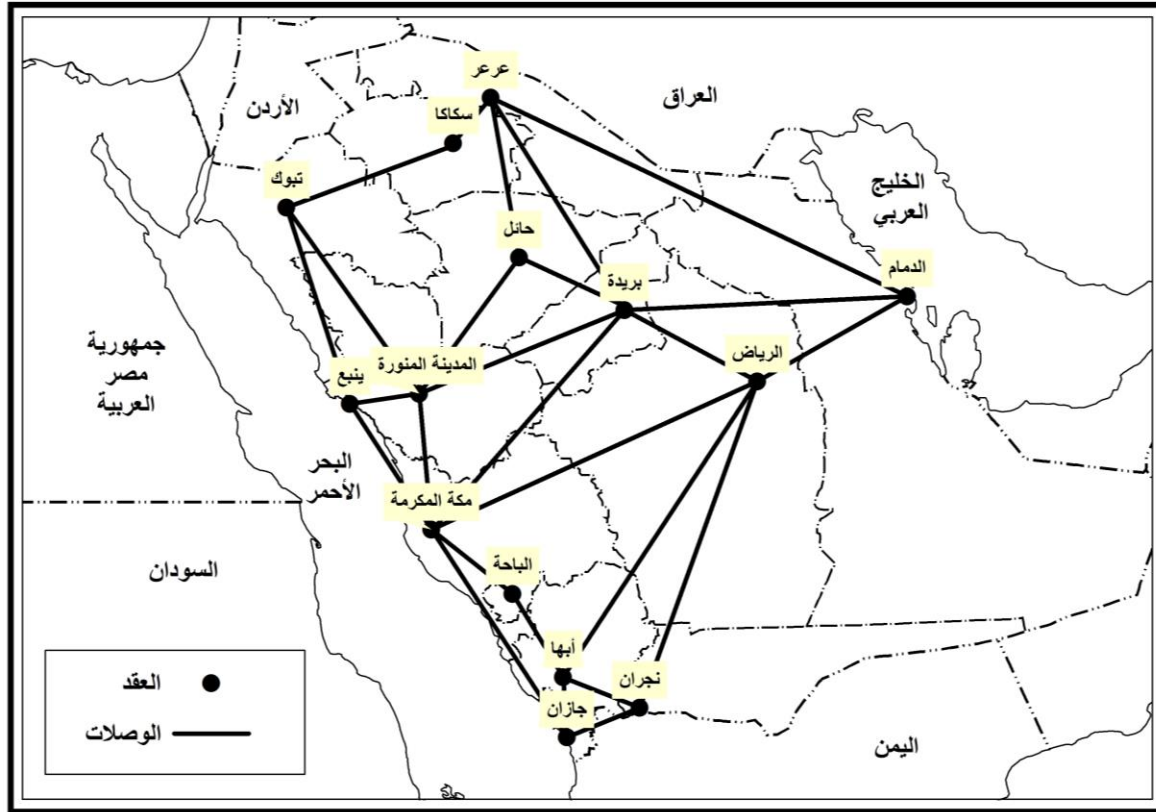 عرعر
العراق
سكاكا
الأردن
تبوك
الخليج
العربي
حائل
الدمام
بريدة
جمهورية
مصر
العربية
الرياض
المدينة المنورة
ينبع
البحر
الأحمر
مكة المكرمة
السودان
الباحة
أبها
نجران
جازان
العقد
الوصلات
اليمن